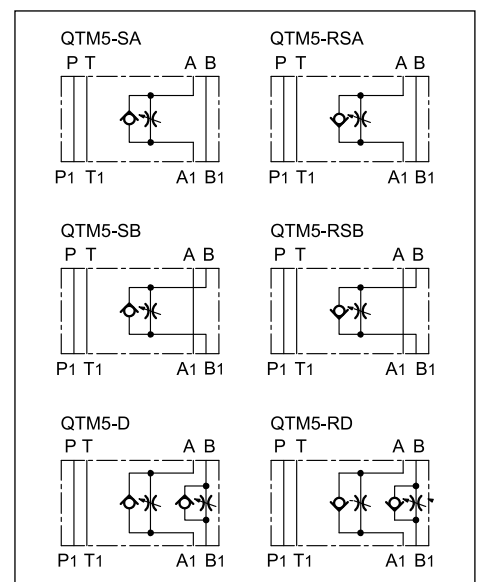 QTM5-SA QTM5-RSA
P T A B P T A B
P1 T1 A1 B1 P1 T1 A1 B1
QTM5-SB QTM5-RSB
P T A B P T A B
P1 T1 A1 B1 P1 T1 A1 B1
QTM5-D QTM5-RD
P T A B P T A B
P1 T1 A1 B1 P1 T1 A1 B1